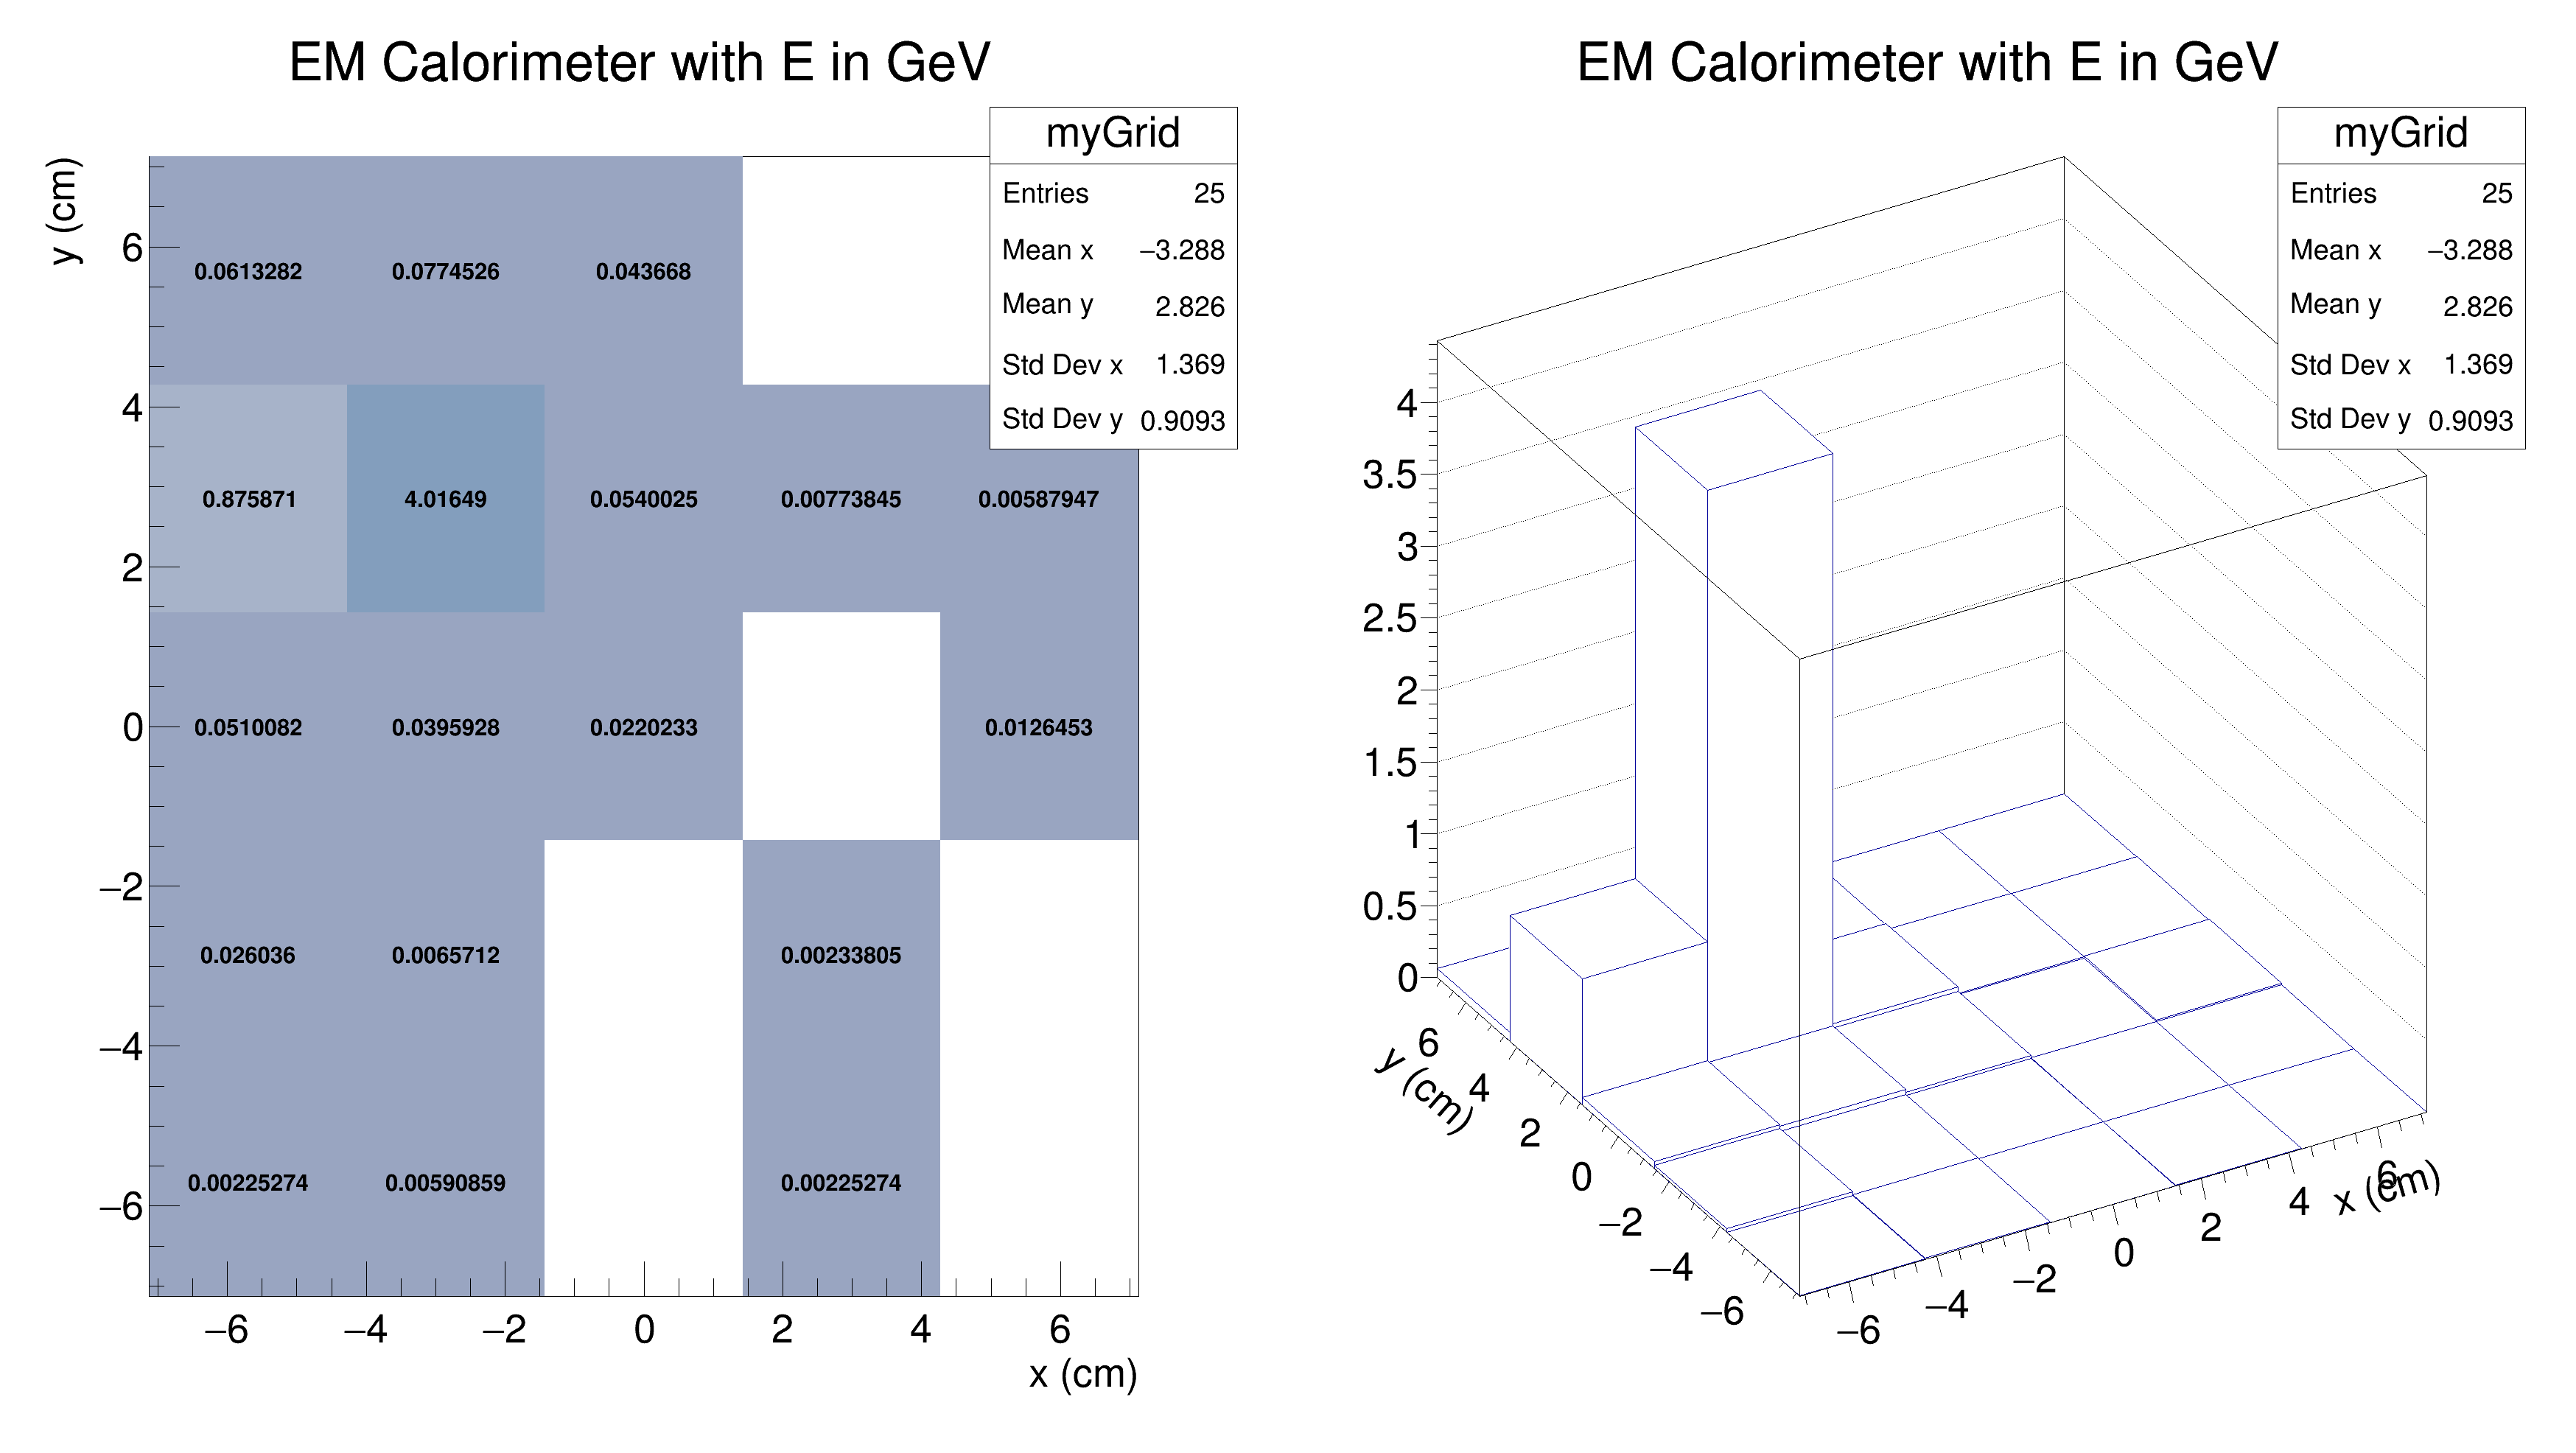 EM Calorimeter with E in GeV
myGrid
Entries 25
Mean x −3.288
Mean y 2.826
Std Dev x 1.369
Std Dev y 0.9093
y (cm)
6
4
2
0
−2
−4
−6
0.0613282 0.0774526 0.043668
0.875871 4.01649 0.0540025 0.00773845 0.00587947
0.0510082 0.0395928 0.0220233 0.0126453
0.026036 0.0065712 0.00233805
0.00225274 0.00590859 0.00225274
−6 −4 −2 0 2 4 6
x (cm)
EM Calorimeter with E in GeV
myGrid
Entries 25
Mean x −3.288
Mean y 2.826
Std Dev x 1.369
Std Dev y 0.9093
4
3.5
3
2.5
2
1.5
1
0.5
0
y (cm)
6
4
2
0
−2
−4
−6
−6 −4 −2 0 2 4 6
x (cm)